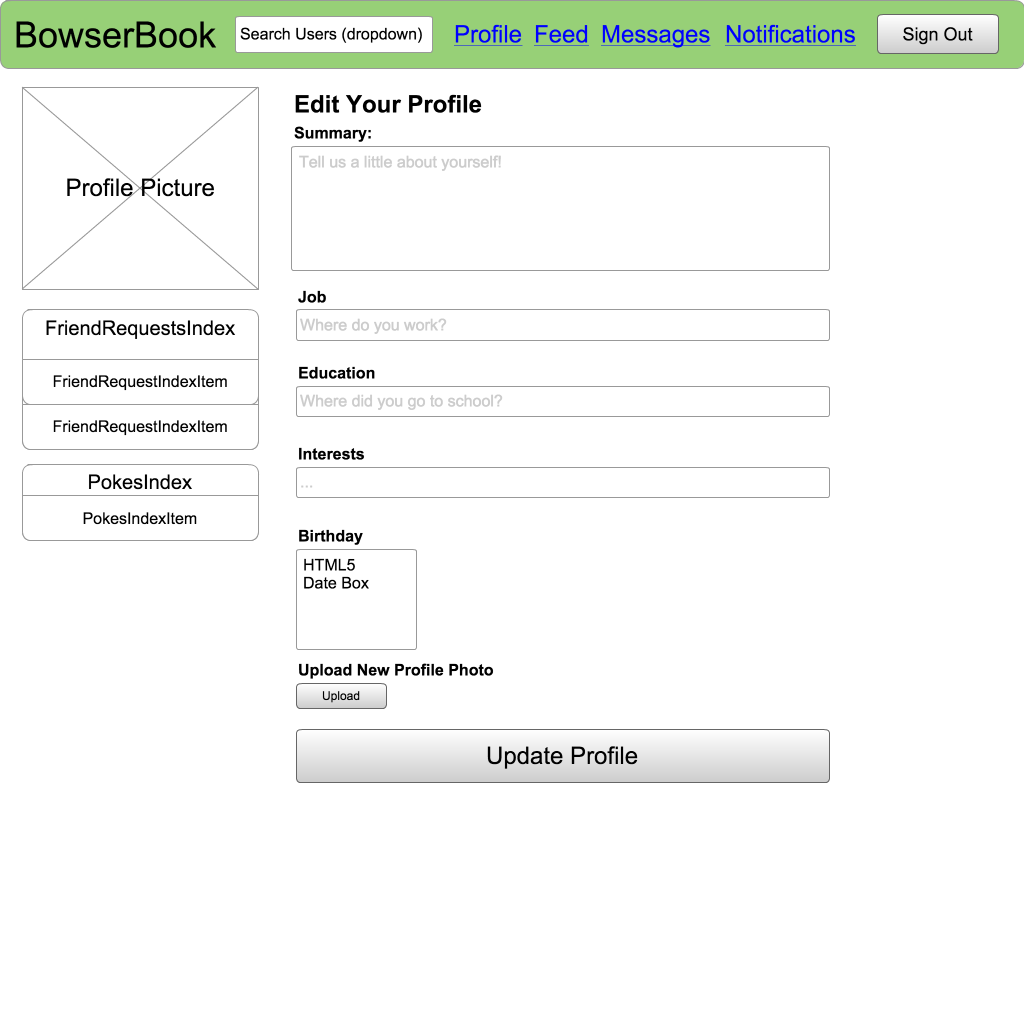 BowserBook
Search Users (dropdown)
Profile Feed Messages Notifications
Sign Out
Profile Picture
FriendRequestsIndex
FriendRequestIndexItem
FriendRequestIndexItem
PokesIndex
PokesIndexItem
Edit Your Profile
Summary:
Tell us a little about yourself!
Job
Where do you work?
Education
Where did you go to school?
Interests
...
Birthday
HTML5
Date Box
Upload New Profile Photo
Upload
Update Profile